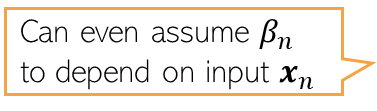 Can even assume βₙ
to depend on input 𝒙ₙ